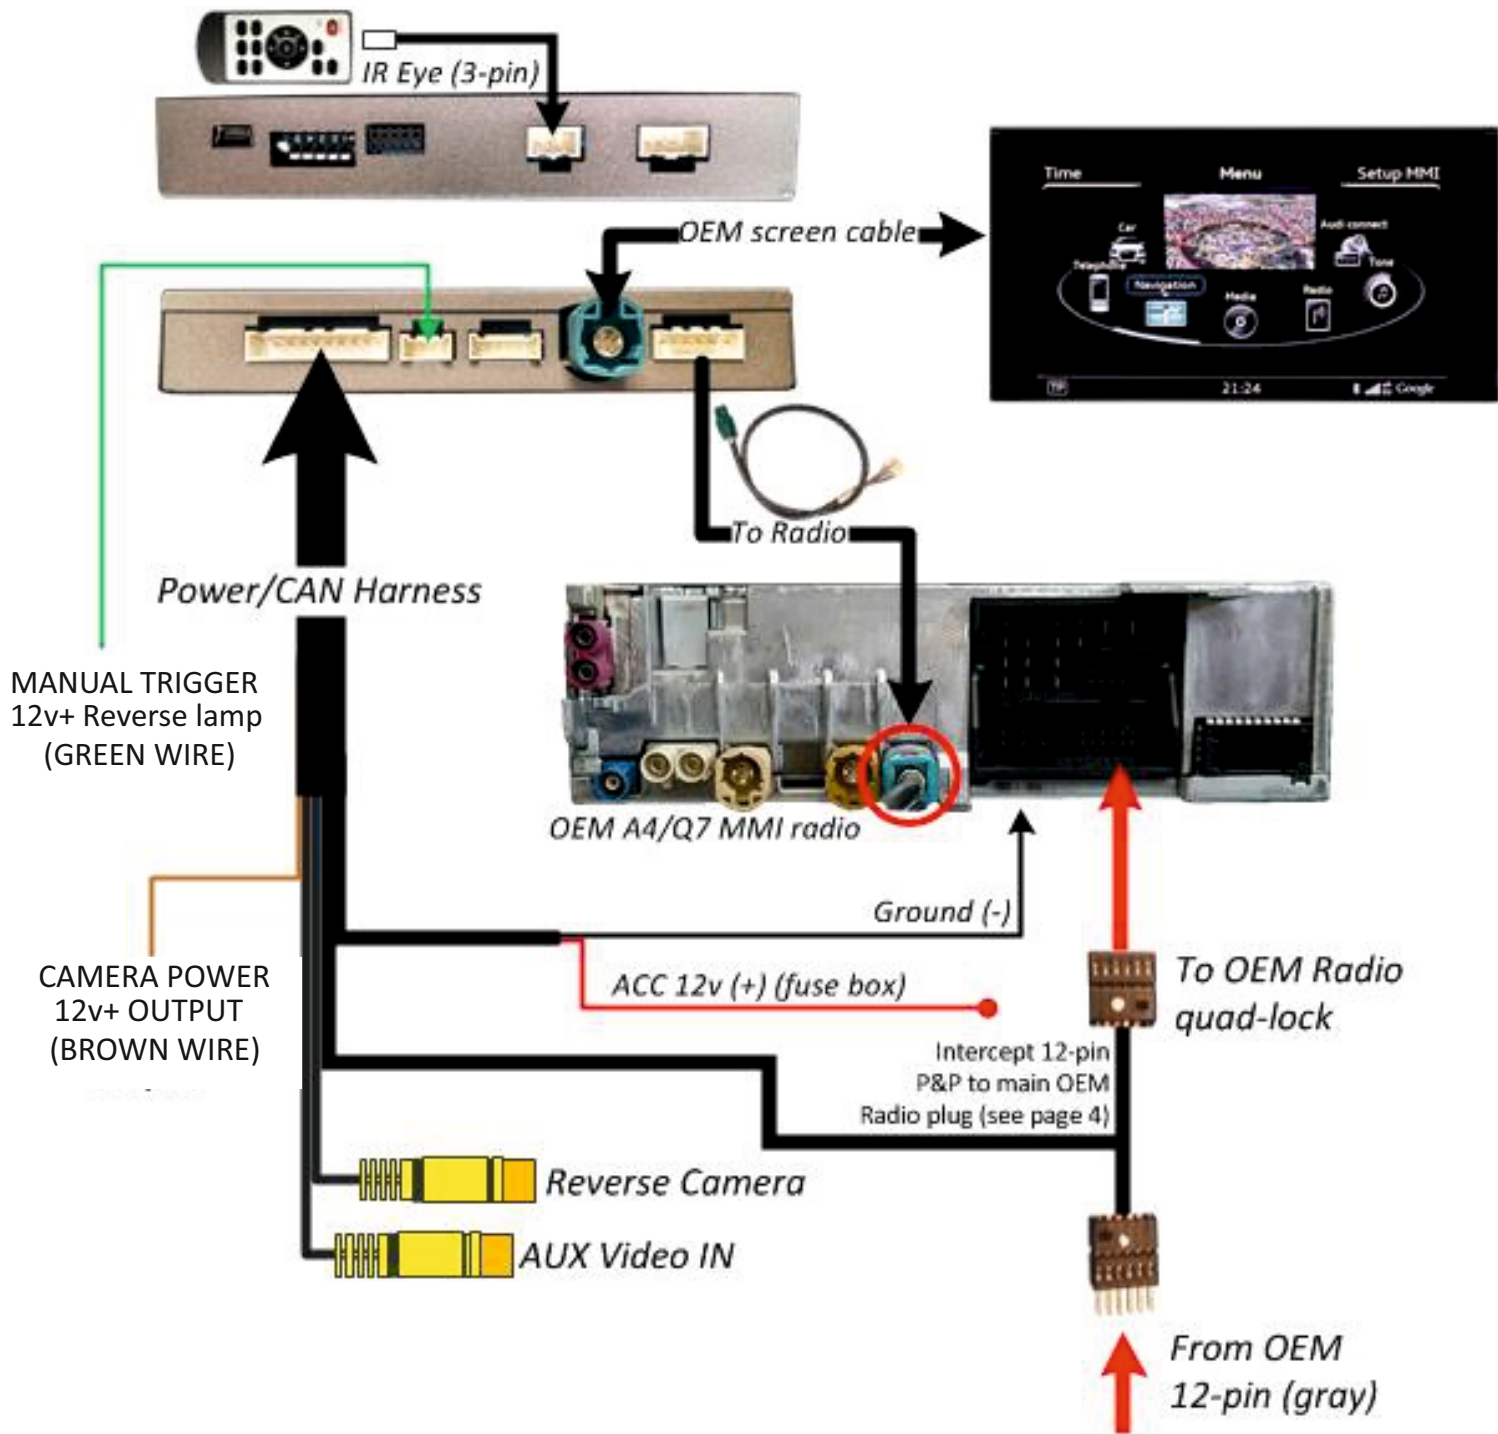 IR Eye (3-pin)
OEM screen cable
Time
Menu
Setup MMI
Car
Audi connect
Telephone
Tone
Navigation
Media
Radio
21:24
Google
To Radio
Power/CAN Harness
MANUAL TRIGGER
12v+ Reverse lamp
(GREEN WIRE)
OEM A4/Q7 MMI radio
Ground (-)
CAMERA POWER
12v+ OUTPUT
(BROWN WIRE)
ACC 12v (+) (fuse box)
To OEM Radio
quad-lock
Intercept 12-pin
P&P to main OEM
Radio plug (see page 4)
Reverse Camera
AUX Video IN
From OEM
12-pin (gray)